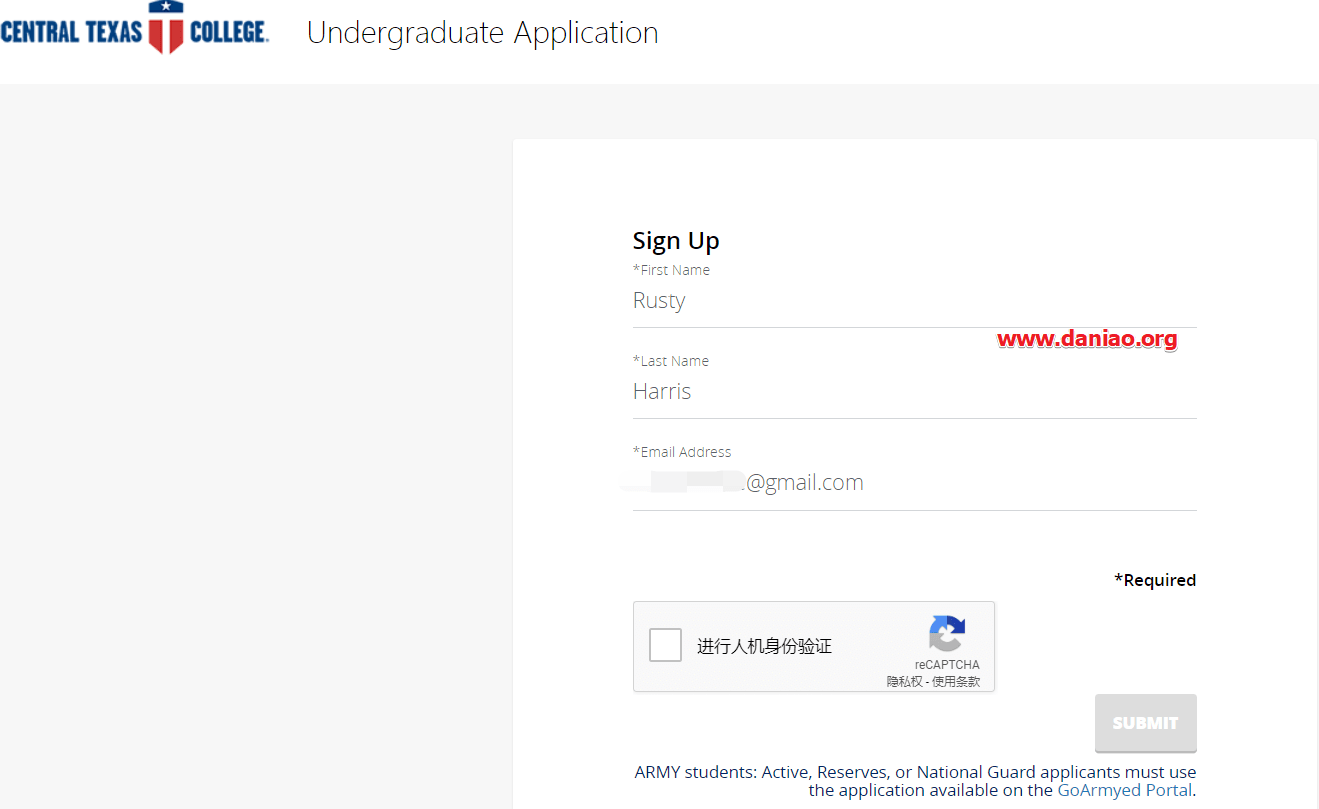 CENTRAL TEXAS COLLEGE.
Undergraduate Application
Sign Up
*First Name
Rusty
www.daniao.org
*Last Name
Harris
*Email Address
@gmail.com
*Required
进行人机身份验证
reCAPTCHA
隐私权 - 使用条款
SUBMIT
ARMY students: Active, Reserves, or National Guard applicants must use
the application available on the GoArmyed Portal.